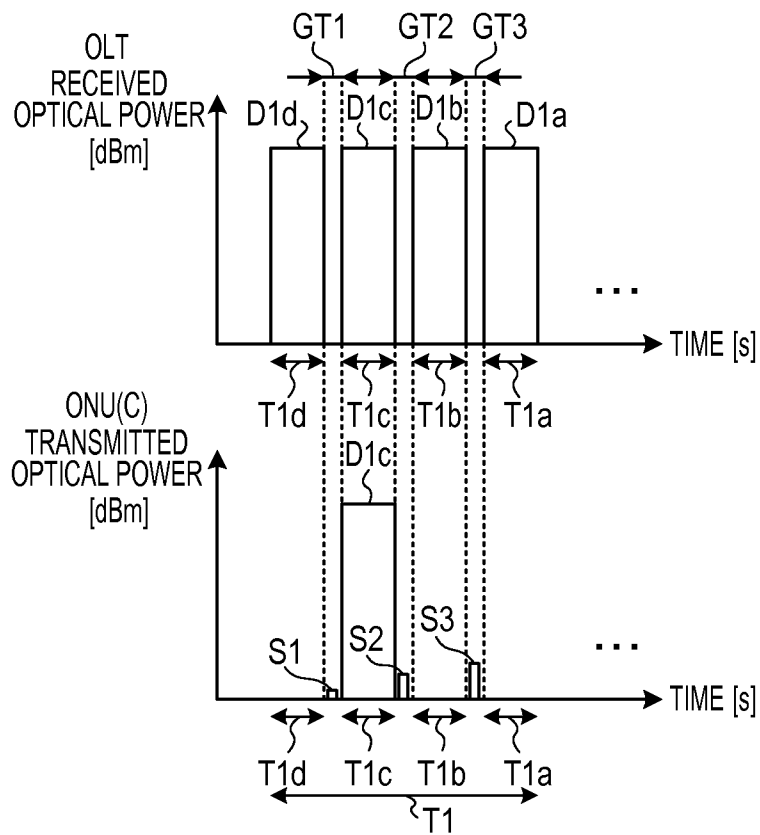 GT1 GT2 GT3
OLT
RECEIVED
OPTICAL POWER
[dBm]
D1d D1c D1b D1a
...
TIME [s]
T1d T1c T1b T1a
ONU(C)
TRANSMITTED
OPTICAL POWER
[dBm]
D1c
S1 S2 S3
...
TIME [s]
T1d T1c T1b T1a
T1